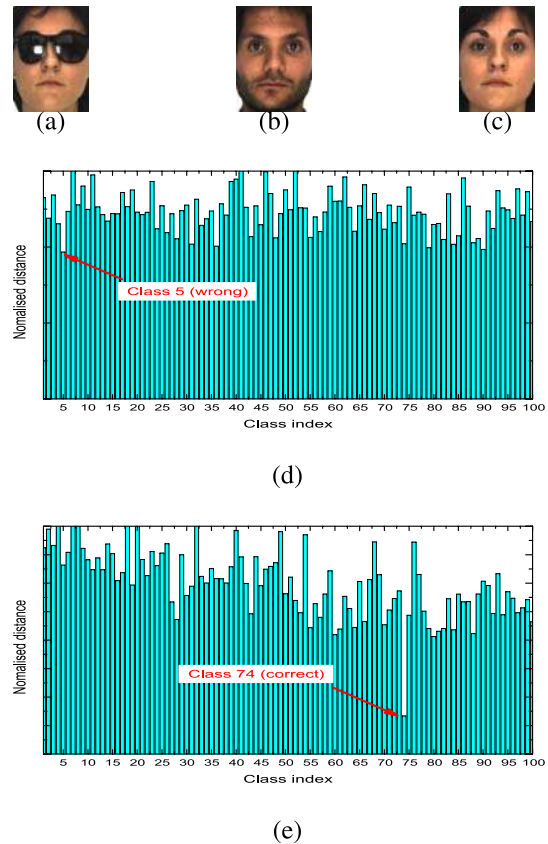 (a) (b) (c)
Nomalised distance
Class 5 (wrong)
5 10 15 20 25 30 35 40 45 50 55 60 65 70 75 80 85 90 95 100
Class index
(d)
Nomalised distance
Class 74 (correct)
5 10 15 20 25 30 35 40 45 50 55 60 65 70 75 80 85 90 95 100
Class index
(e)